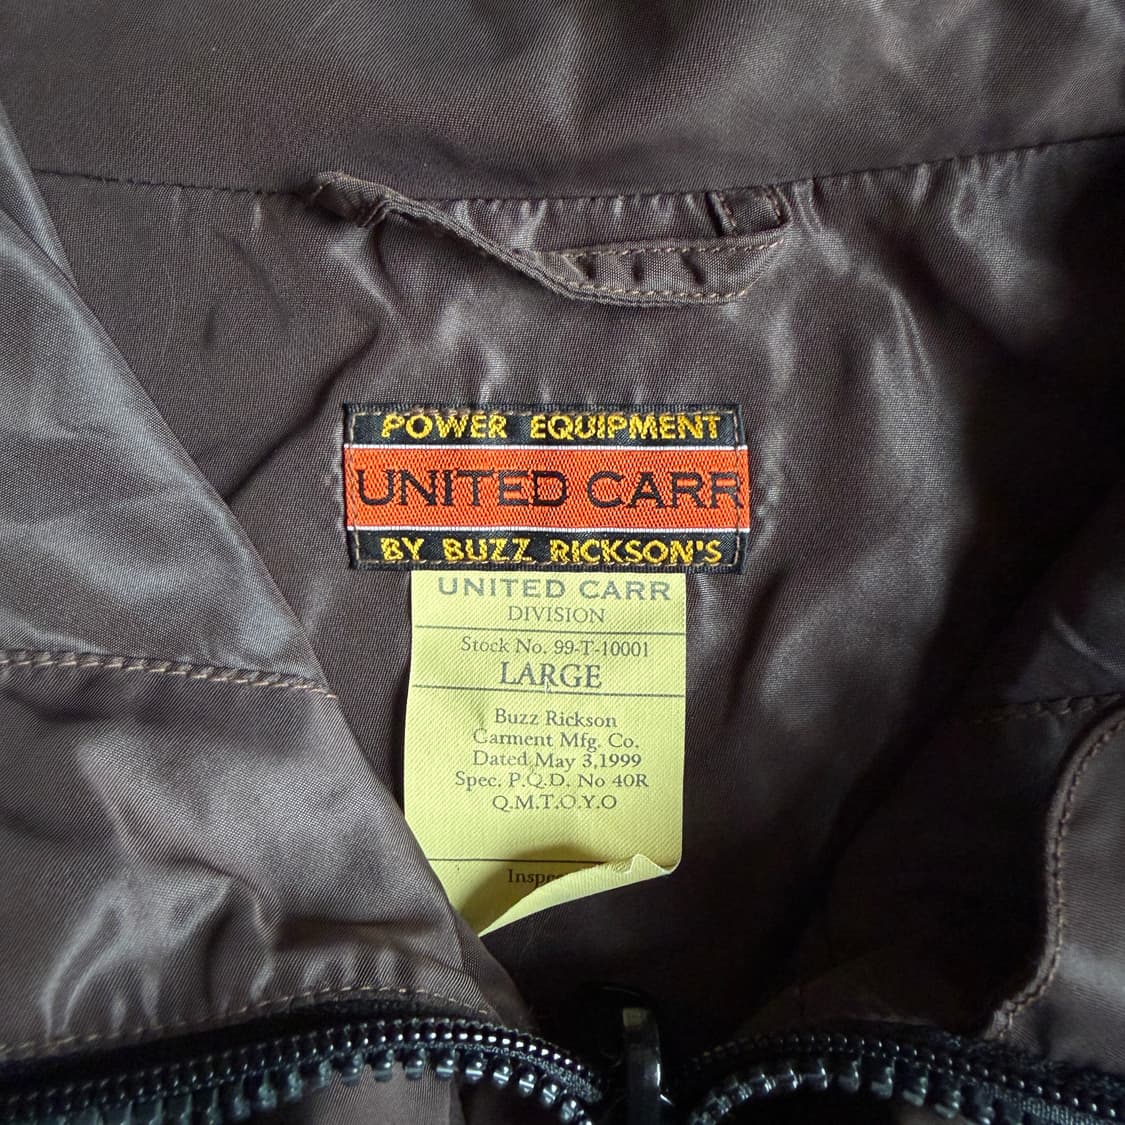 POWER EQUIPMENT
UNITED CARR
BY BUZZ RICKSON'S
UNITED CARR
DIVISION
Stock No. 99-T-10001
LARGE
Buzz Rickson
Garment Mfg. Co.
Dated May 3,1999
Spec. P.Q.D. No 40R
Q.M.T.O.Y.O